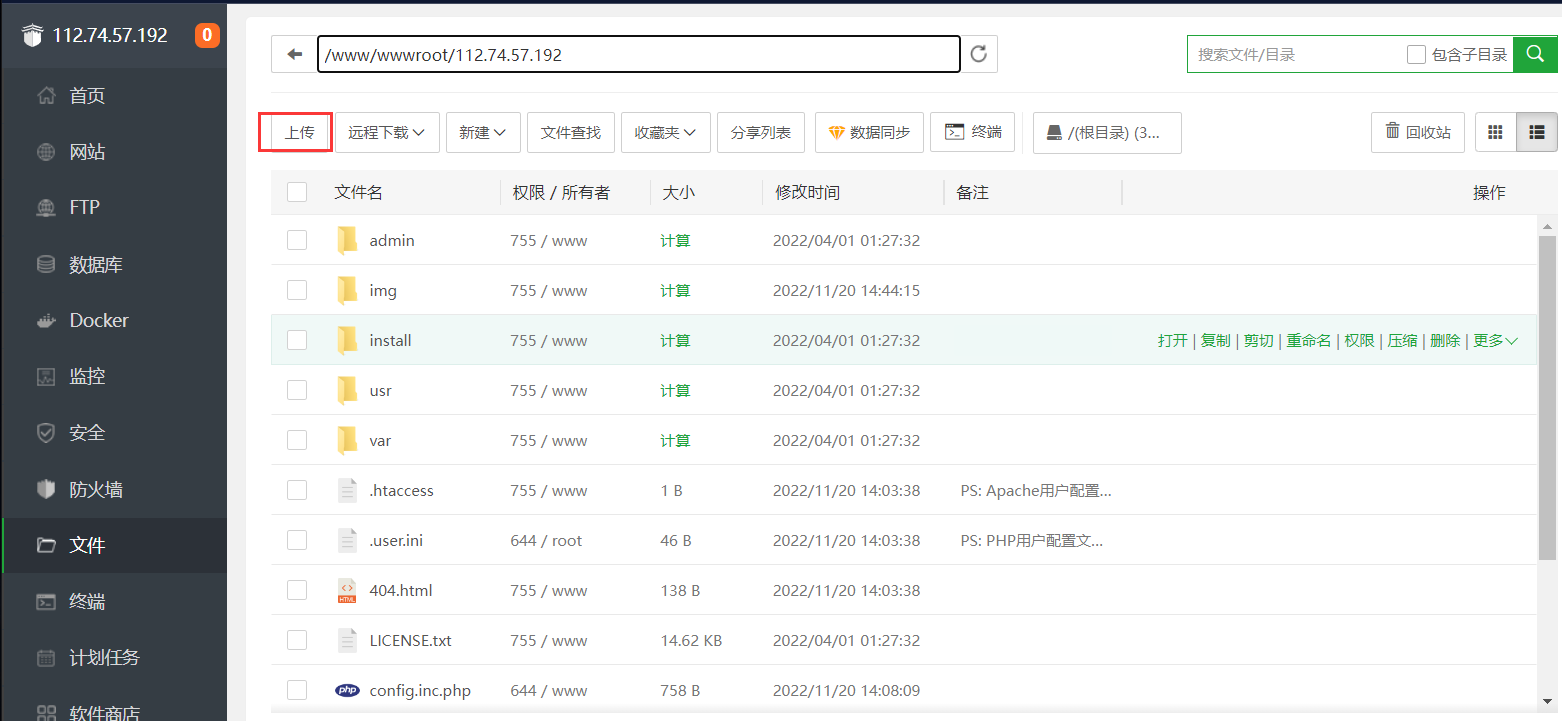 112.74.57.192 0
首页
网站
FTP
数据库
Docker
监控
安全
防火墙
文件
终端
计划任务
软件商店
/www/wwwroot/112.74.57.192
搜索文件/目录 包含子目录
上传 远程下载 新建 文件查找 收藏夹 分享列表 数据同步 终端 /(根目录) (3... 回收站
文件名 权限 / 所有者 大小 修改时间 备注 操作
admin 755 / www 计算 2022/04/01 01:27:32
img 755 / www 计算 2022/11/20 14:44:15
install 755 / www 计算 2022/04/01 01:27:32 打开 | 复制 | 剪切 | 重命名 | 权限 | 压缩 | 删除 | 更多
usr 755 / www 计算 2022/04/01 01:27:32
var 755 / www 计算 2022/04/01 01:27:32
.htaccess 755 / www 1 B 2022/11/20 14:03:38 PS: Apache用户配置...
.user.ini 644 / root 46 B 2022/11/20 14:03:38 PS: PHP用户配置文...
HTML 404.html 755 / www 138 B 2022/11/20 14:03:38
LICENSE.txt 755 / www 14.62 KB 2022/04/01 01:27:32
php config.inc.php 644 / www 758 B 2022/11/20 14:08:09